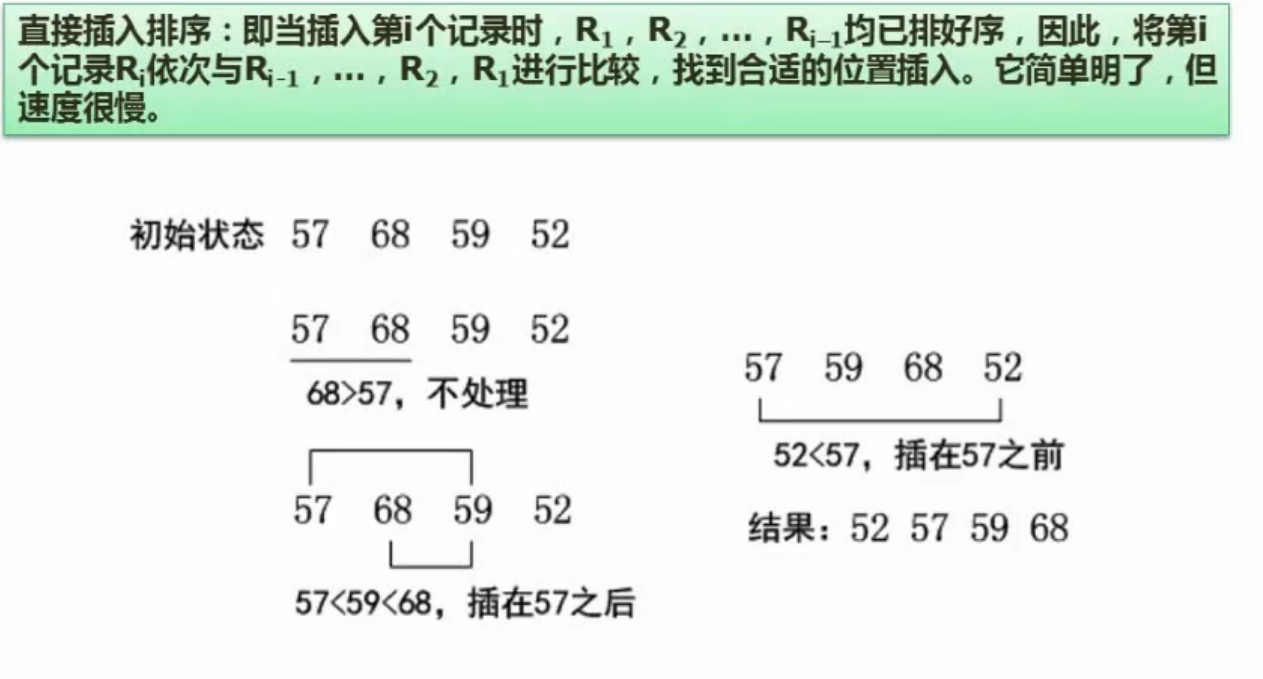 直接插入排序：即当插入第i个记录时，R₁，R₂，…，Rᵢ₋₁均已排好序，因此，将第i
个记录Rᵢ依次与Rᵢ₋₁，…，R₂，R₁进行比较，找到合适的位置插入。它简单明了，但
速度很慢。
初始状态 57 68 59 52
57 68 59 52
68>57，不处理
57 68 59 52
57<59<68，插在57之后
57 59 68 52
52<57，插在57之前
结果：52 57 59 68